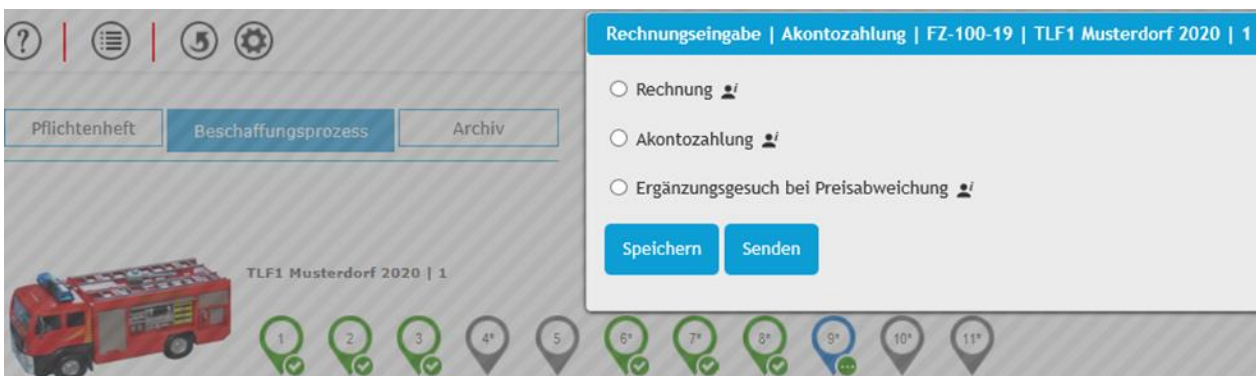 Rechnungseingabe | Akontozahlung | FZ-100-19 | TLF1 Musterdorf 2020 | 1
Rechnung
Akontozahlung
Ergänzungsgesuch bei Preisabweichung
Speichern Senden
Pflichtenheft Beschaffungsprozess Archiv
TLF1 Musterdorf 2020 | 1
1 2 3 4* 5 6* 7* 8* 9* 10* 11*